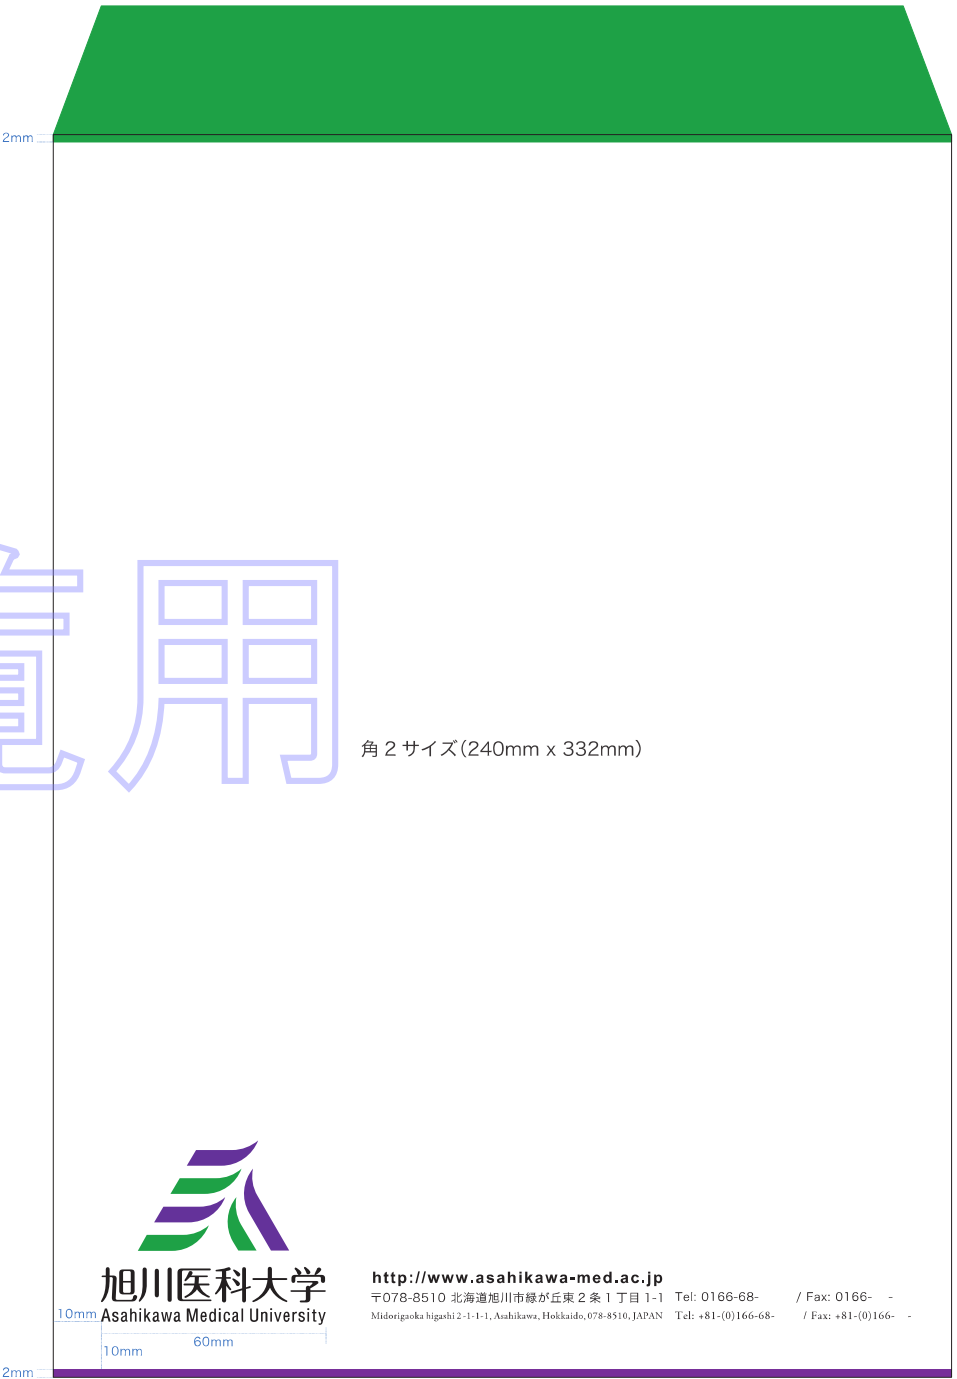 2mm
用
角2サイズ(240mm x 332mm)
旭川医科大学
Asahikawa Medical University
http://www.asahikawa-med.ac.jp
〒078-8510 北海道旭川市緑が丘東2条1丁目1-1 Tel: 0166-68- / Fax: 0166- -
Midorigaoka higashi 2-1-1-1, Asahikawa, Hokkaido, 078-8510, JAPAN Tel: +81-(0)166-68- / Fax: +81-(0)166- -
10mm
60mm
10mm
2mm